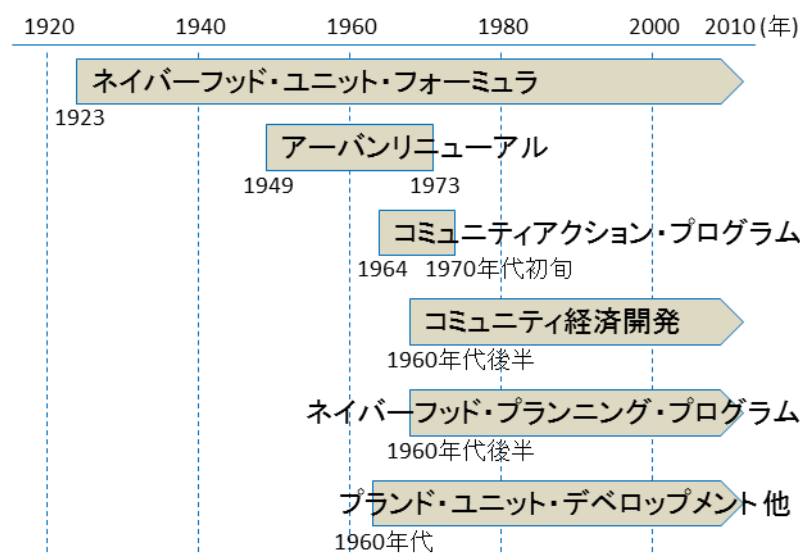 1920 1940 1960 1980 2000 2010(年)
ネイバーフッド・ユニット・フォーミュラ
1923
アーバンリニューアル
1949 1973
コミュニティアクション・プログラム
1964 1970年代初旬
コミュニティ経済開発
1960年代後半
ネイバーフッド・プランニング・プログラム
1960年代後半
プランド・ユニット・デベロップメント他
1960年代